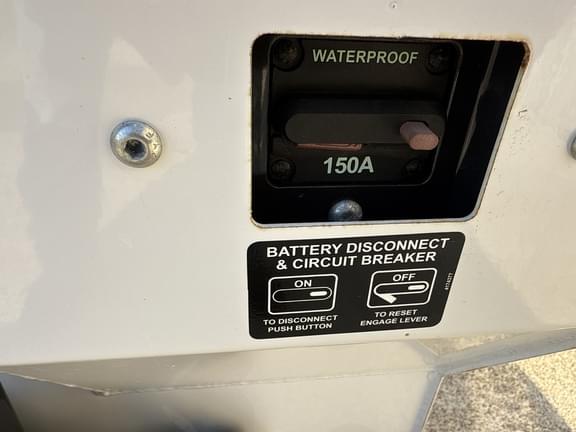 WATERPROOF
150A
BATTERY DISCONNECT
& CIRCUIT BREAKER
ON
OFF
TO DISCONNECT
PUSH BUTTON
TO RESET
ENGAGE LEVER